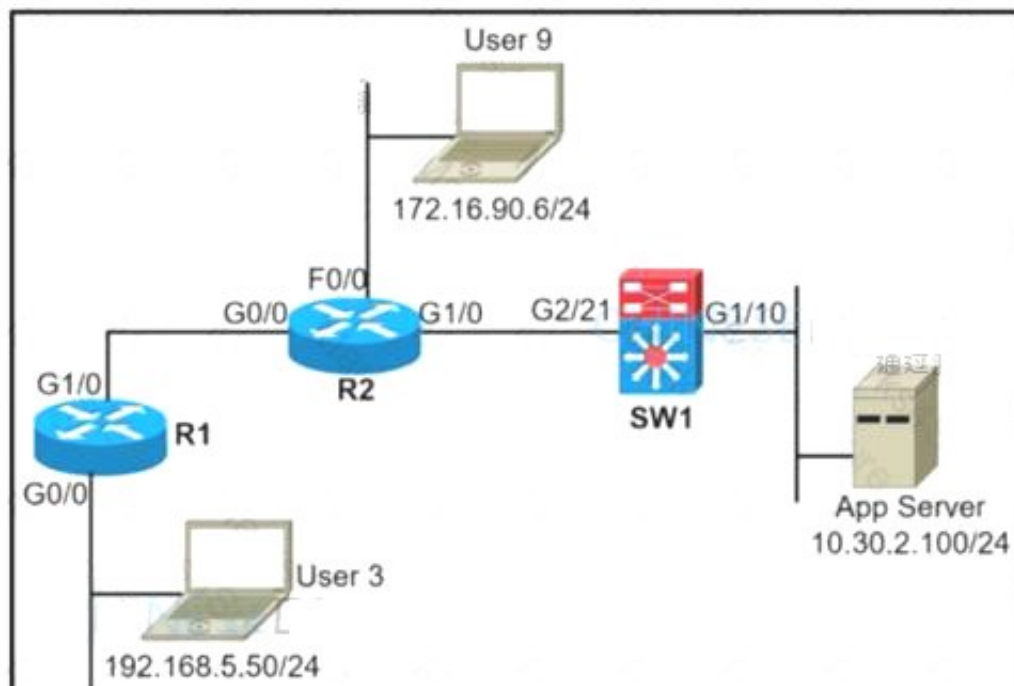 User 9
172.16.90.6/24
F0/0
G0/0
G1/0
R2
G2/21
G1/10
SW1
G1/0
R1
G0/0
App Server
10.30.2.100/24
User 3
192.168.5.50/24